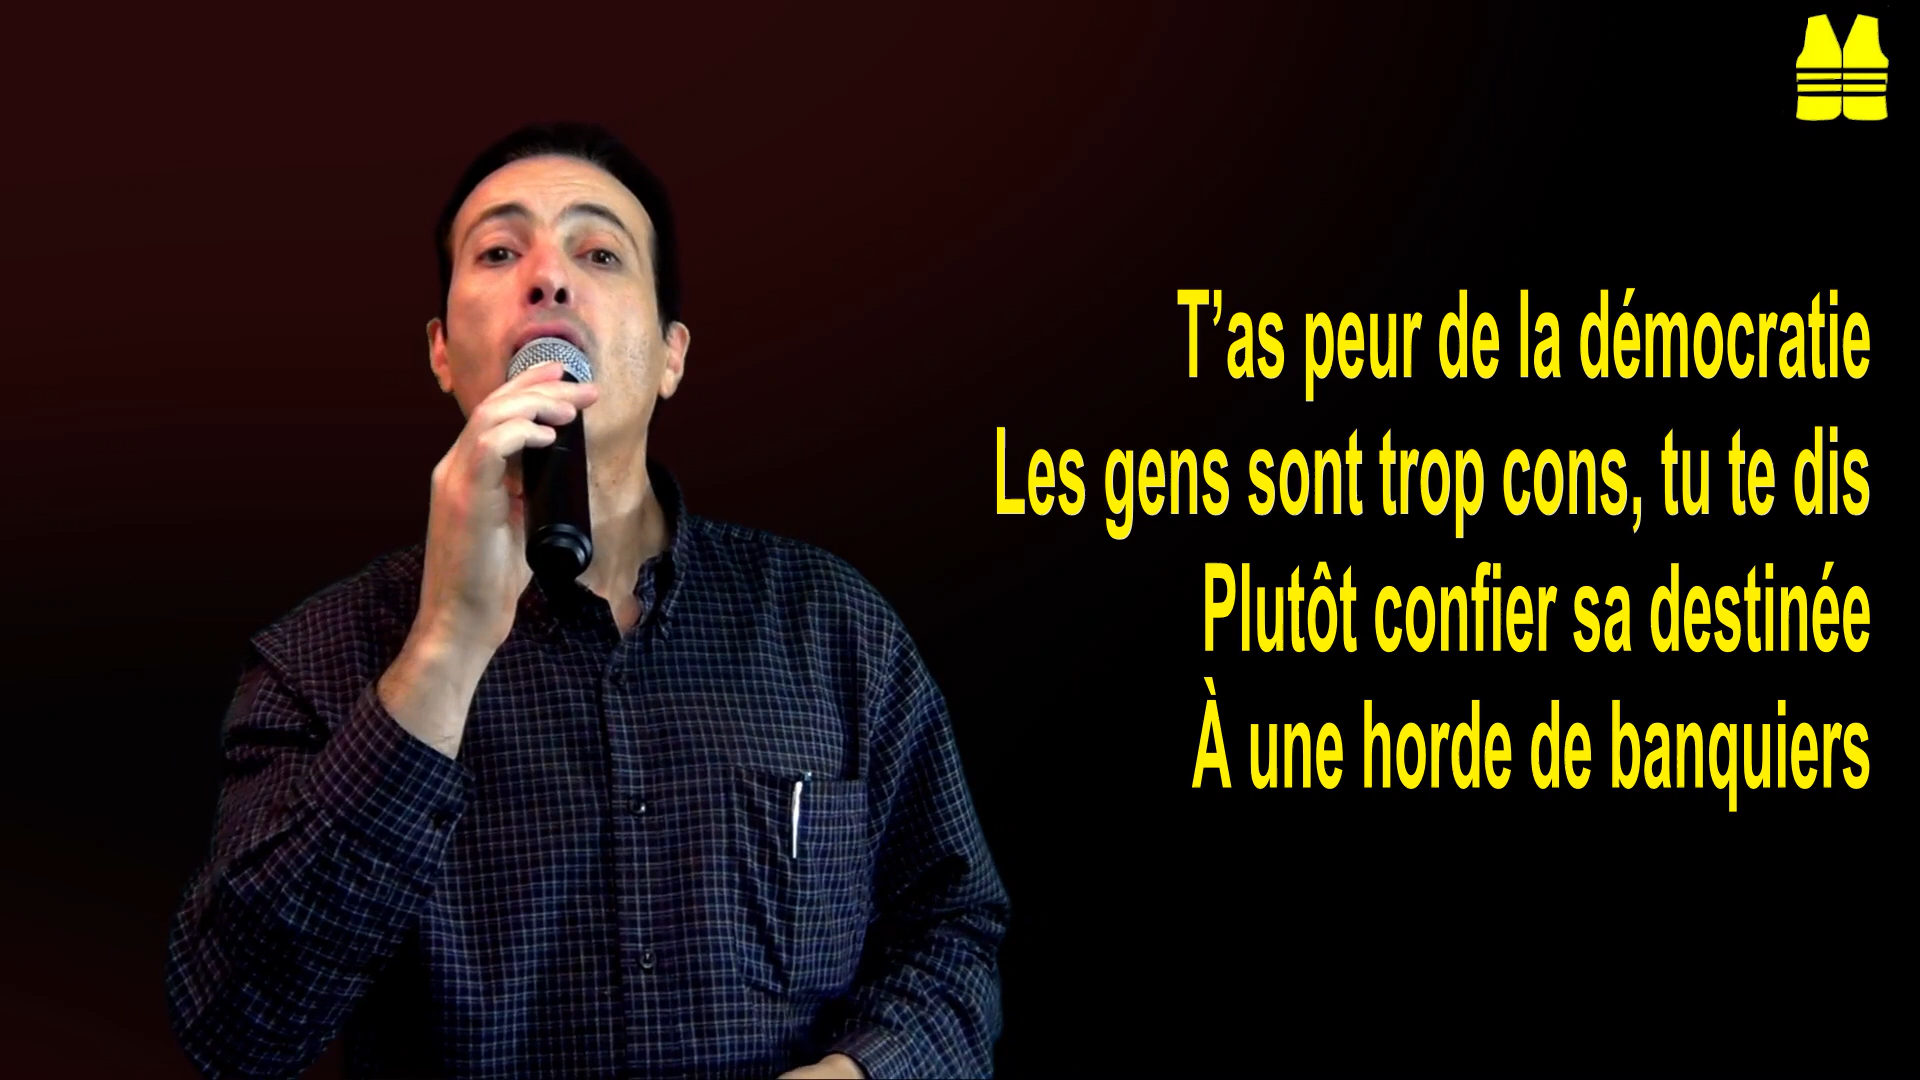 T’as peur de la démocratie
Les gens sont trop cons, tu te dis
Plutôt confier sa destinée
À une horde de banquiers